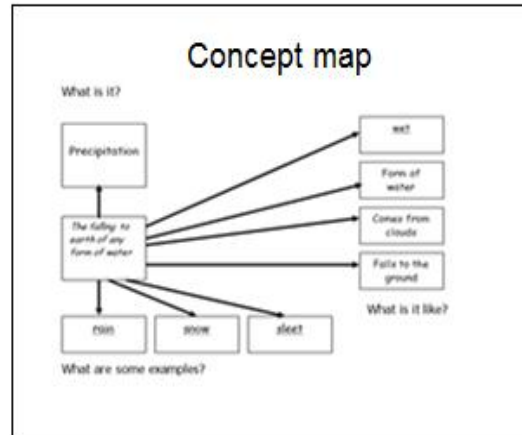 Concept map
What is it?
Precipitation
The falling to
earth of any
form of water
wet
Form of
water
Comes from
clouds
Falls to the
ground
What is it like?
rain
snow
sleet
What are some examples?